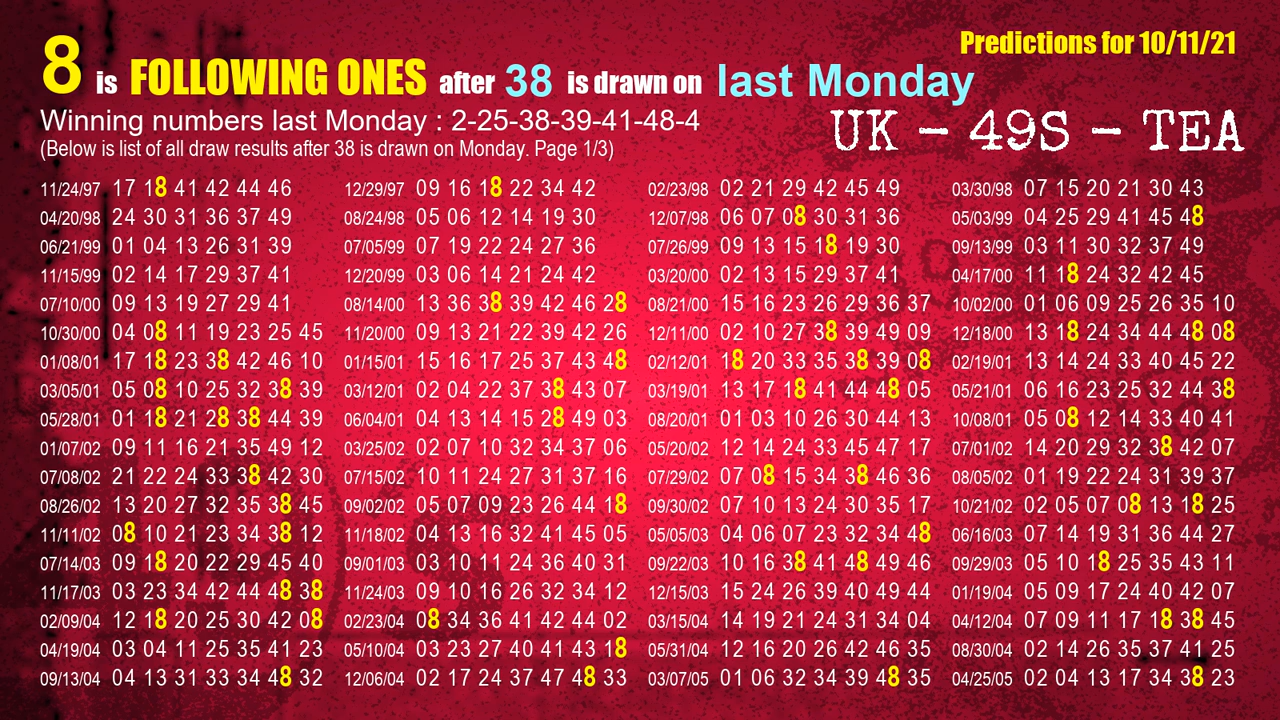 Predictions for 10/11/21
8 is FOLLOWING ONES after 38 is drawn on last Monday
Winning numbers last Monday : 2-25-38-39-41-48-4
UK - 49S - TEA
(Below is list of all draw results after 38 is drawn on Monday. Page 1/3)
11/24/97 17 18 41 42 44 46 12/29/97 09 16 18 22 34 42 02/23/98 02 21 29 42 45 49 03/30/98 07 15 20 21 30 43
04/20/98 24 30 31 36 37 49 08/24/98 05 06 12 14 19 30 12/07/98 06 07 08 30 31 36 05/03/99 04 25 29 41 45 48
06/21/99 01 04 13 26 31 39 07/05/99 07 19 22 24 27 36 07/26/99 09 13 15 18 19 30 09/13/99 03 11 30 32 37 49
11/15/99 02 14 17 29 37 41 12/20/99 03 06 14 21 24 42 03/20/00 02 13 15 29 37 41 04/17/00 11 18 24 32 42 45
07/10/00 09 13 19 27 29 41 08/14/00 13 36 38 39 42 46 28 08/21/00 15 16 23 26 29 36 37 10/02/00 01 06 09 25 26 35 10
10/30/00 04 08 11 19 23 25 45 11/20/00 09 13 21 22 39 42 26 12/11/00 02 10 27 38 39 49 09 12/18/00 13 18 24 34 44 48 08
01/08/01 17 18 23 38 42 46 10 01/15/01 15 16 17 25 37 43 48 02/12/01 18 20 33 35 38 39 08 02/19/01 13 14 24 33 40 45 22
03/05/01 05 08 10 25 32 38 39 03/12/01 02 04 22 37 38 43 07 03/19/01 13 17 18 41 44 48 05 05/21/01 06 16 23 25 32 44 38
05/28/01 01 18 21 28 38 44 39 06/04/01 04 13 14 15 28 49 03 08/20/01 01 03 10 26 30 44 13 10/08/01 05 08 12 14 33 40 41
01/07/02 09 11 16 21 35 49 12 03/25/02 02 07 10 32 34 37 06 05/20/02 12 14 24 33 45 47 17 07/01/02 14 20 29 32 38 42 07
07/08/02 21 22 24 33 38 42 30 07/15/02 10 11 24 27 31 37 16 07/29/02 07 08 15 34 38 46 36 08/05/02 01 19 22 24 31 39 37
08/26/02 13 20 27 32 35 38 45 09/02/02 05 07 09 23 26 44 18 09/30/02 07 10 13 24 30 35 17 10/21/02 02 05 07 08 13 18 25
11/11/02 08 10 21 23 34 38 12 11/18/02 04 13 16 32 41 45 05 05/05/03 04 06 07 23 32 34 48 06/16/03 07 14 19 31 36 44 27
07/14/03 09 18 20 22 29 45 40 09/01/03 03 10 11 24 36 40 31 09/22/03 10 16 38 41 48 49 46 09/29/03 05 10 18 25 35 43 11
11/17/03 03 23 34 42 44 48 38 11/24/03 09 10 16 26 32 34 12 12/15/03 15 24 26 39 40 49 44 01/19/04 05 09 17 24 40 42 07
02/09/04 12 18 20 25 30 42 08 02/23/04 08 34 36 41 42 44 02 03/15/04 14 19 21 24 31 34 04 04/12/04 07 09 11 17 18 38 45
04/19/04 03 04 11 25 35 41 23 05/10/04 03 23 27 40 41 43 18 05/31/04 12 16 20 26 42 46 35 08/30/04 02 14 26 35 37 41 25
09/13/04 04 13 31 33 34 48 32 12/06/04 02 17 24 37 47 48 33 03/07/05 01 06 32 34 39 48 35 04/25/05 02 04 13 17 34 38 23